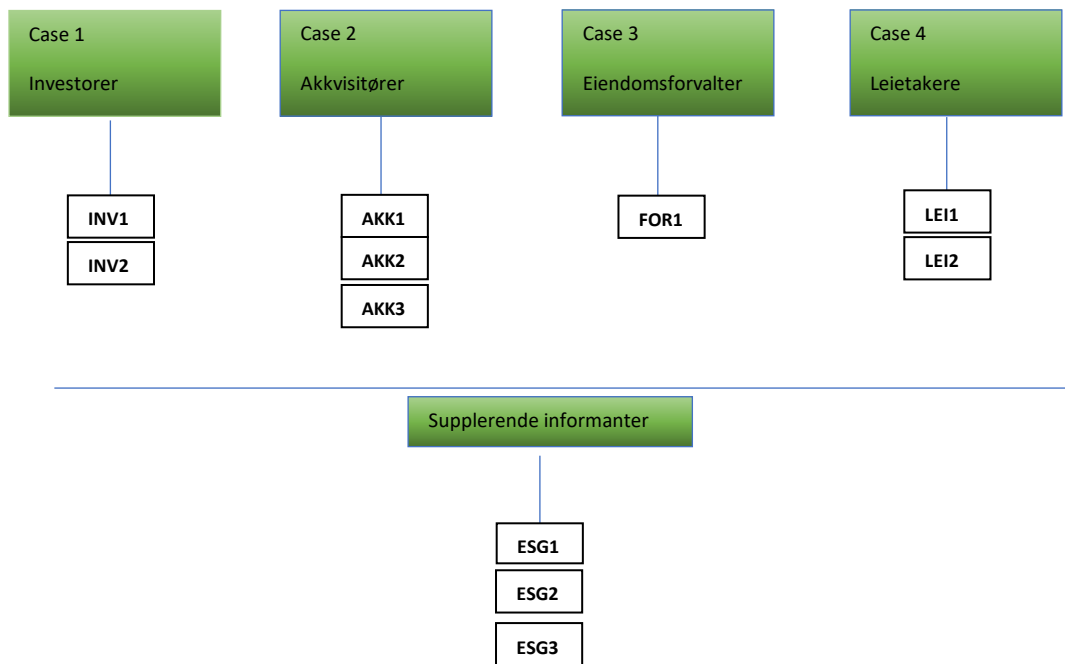 Case 1
Investorer
Case 2
Akkvisitører
Case 3
Eiendomsforvalter
Case 4
Leietakere
INV1
INV2
AKK1
AKK2
AKK3
FOR1
LEI1
LEI2
Supplerende informanter
ESG1
ESG2
ESG3